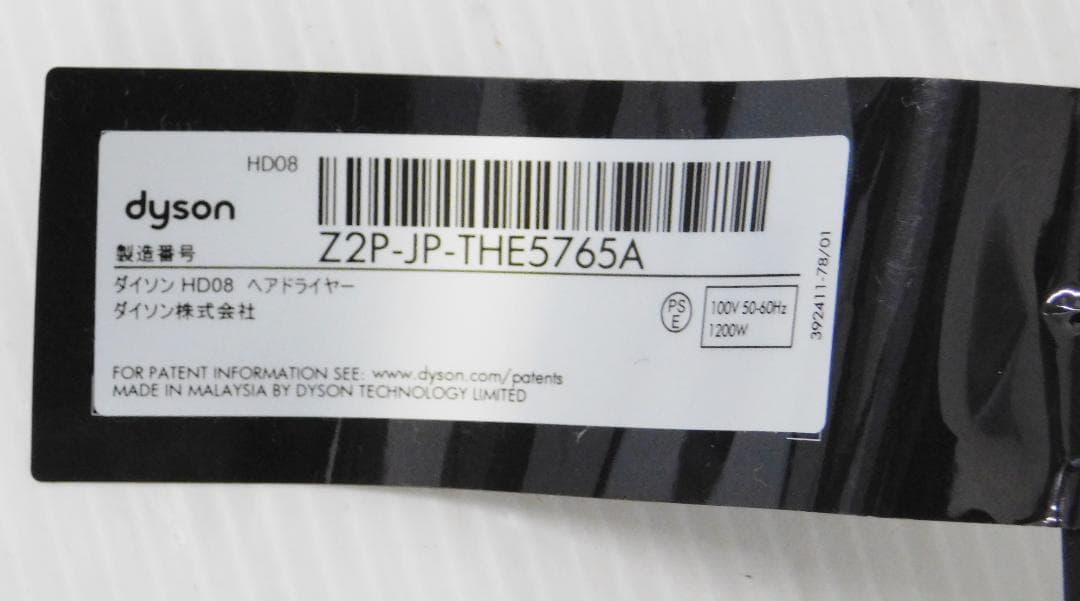 HD08
dyson
製造番号
Z2P-JP-THE5765A
ダイソン HD08 ヘアドライヤー
ダイソン株式会社
PS
E
100V 50-60Hz
1200W
392411-78/01
FOR PATENT INFORMATION SEE: www.dyson.com/patents
MADE IN MALAYSIA BY DYSON TECHNOLOGY LIMITED